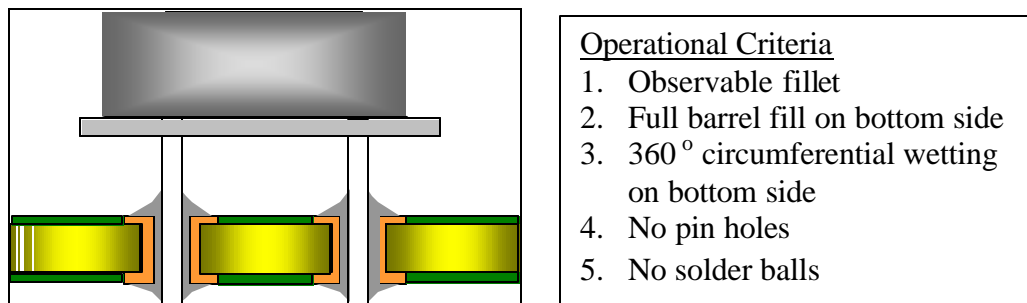 Operational Criteria
1. Observable fillet
2. Full barrel fill on bottom side
3. 360° circumferential wetting
on bottom side
4. No pin holes
5. No solder balls